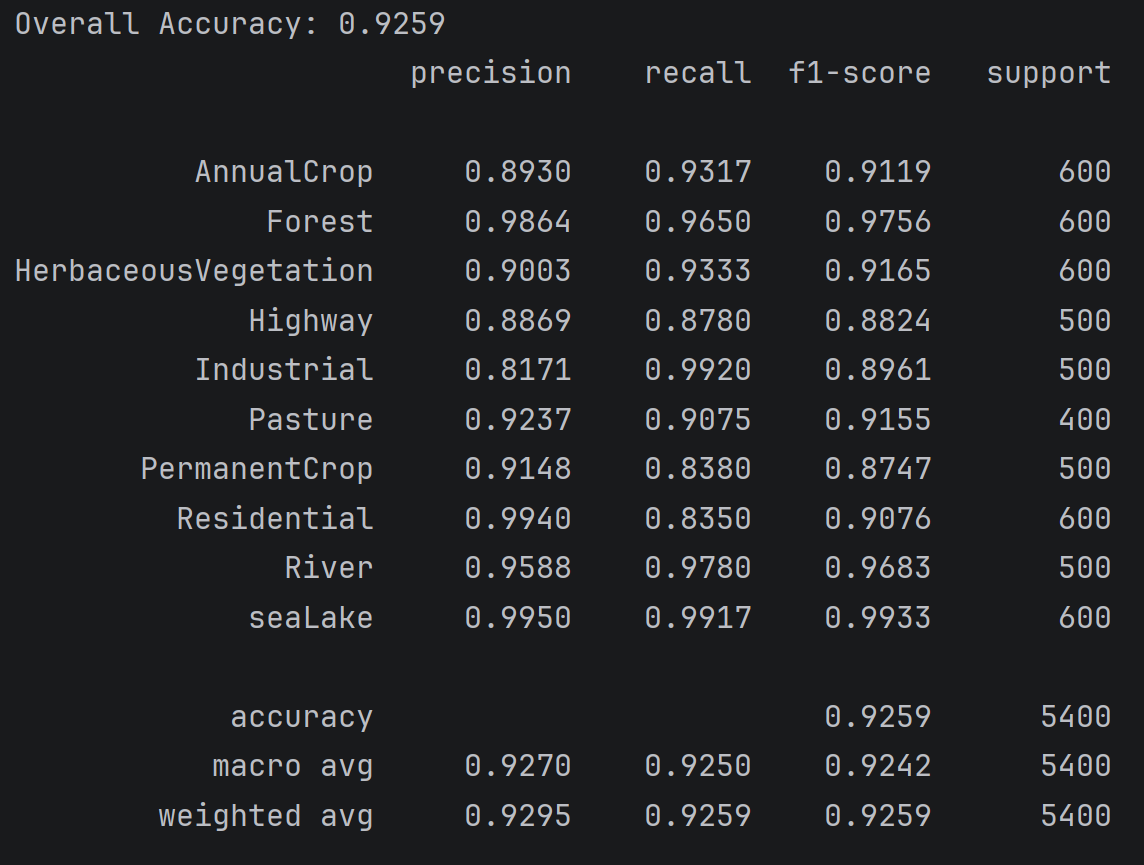 Overall Accuracy: 0.9259
precision recall f1-score support
AnnualCrop 0.8930 0.9317 0.9119 600
Forest 0.9864 0.9650 0.9756 600
HerbaceousVegetation 0.9003 0.9333 0.9165 600
Highway 0.8869 0.8780 0.8824 500
Industrial 0.8171 0.9920 0.8961 500
Pasture 0.9237 0.9075 0.9155 400
PermanentCrop 0.9148 0.8380 0.8747 500
Residential 0.9940 0.8350 0.9076 600
River 0.9588 0.9780 0.9683 500
seaLake 0.9950 0.9917 0.9933 600
accuracy 0.9259 5400
macro avg 0.9270 0.9250 0.9242 5400
weighted avg 0.9295 0.9259 0.9259 5400